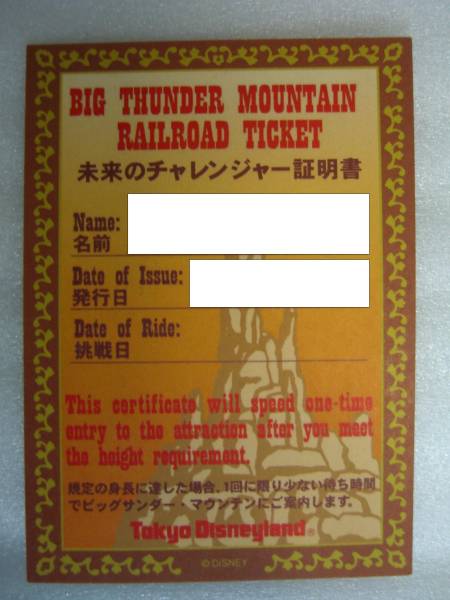 BIG THUNDER MOUNTAIN
RAILROAD TICKET
未来のチャレンジャー証明書
Name:
名前
Date of Issue:
発行日
Date of Ride:
挑戦日
This certificate will speed one-time
entry to the attraction after you meet
the height requirement.
規定の身長に達した場合、1回に限り少ない待ち時間
でビッグサンダー・マウンテンにご案内します。
Tokyo Disneyland®
© DISNEY